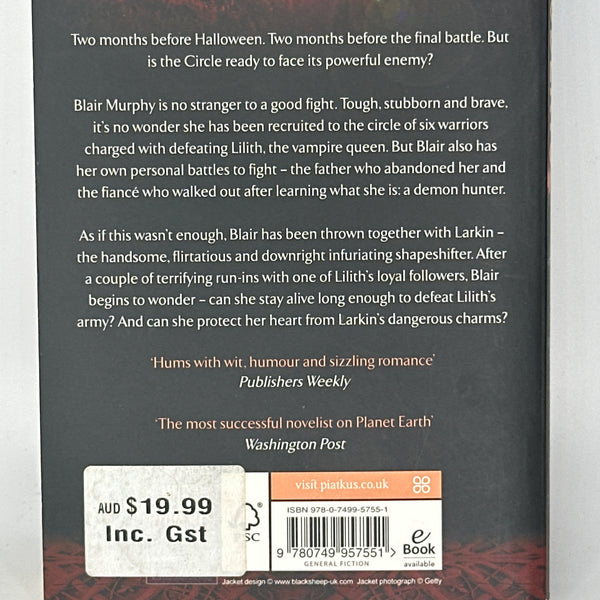 Two months before Halloween. Two months before the final battle. But
is the Circle ready to face its powerful enemy?
Blair Murphy is no stranger to a good fight. Tough, stubborn and brave,
it's no wonder she has been recruited to the circle of six warriors
charged with defeating Lilith, the vampire queen. But Blair also has
her own personal battles to fight – the father who abandoned her and
the fiancé who walked out after learning what she is: a demon hunter.
As if this wasn't enough, Blair has been thrown together with Larkin –
the handsome, flirtatious and downright infuriating shapeshifter. After
a couple of terrifying run-ins with one of Lilith's loyal followers, Blair
begins to wonder – can she stay alive long enough to defeat Lilith's
army? And can she protect her heart from Larkin's dangerous charms?
'Hums with wit, humour and sizzling romance'
Publishers Weekly
'The most successful novelist on Planet Earth'
Washington Post
AUD $19.99
Inc. Gst
®
SC
visit piatkus.co.uk
ISBN 978-0-7499-5755-1
9 780749 957551 >
GENERAL FICTION
e
Book
available
Jacket design © www.blacksheep-uk.com Jacket photograph © Getty